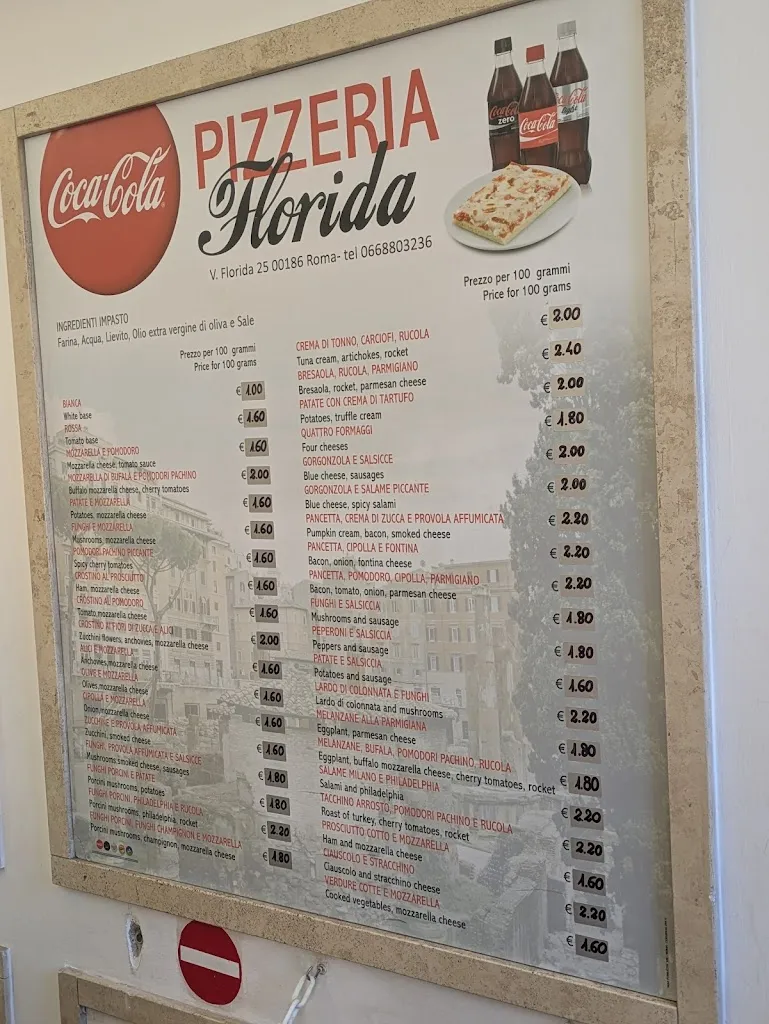 Coca-Cola
PIZZERIA
Florida
V. Florida 25 00186 Roma- tel 0668803236
Coca-Cola zero
Coca-Cola
Coca-Cola light
INGREDIENTI IMPASTO
Farina, Acqua, Lievito, Olio extra vergine di oliva e Sale
Prezzo per 100 grammi
Price for 100 grams
BIANCA € 1.00
White base
ROSSA € 1.60
Tomato base
MOZZARELLA E POMODORO € 1.60
Mozzarella cheese, tomato sauce
MOZZARELLA DI BUFALA E POMODORI PACHINO € 2.00
Buffalo mozzarella cheese, cherry tomatoes
PATATE E MOZZARELLA € 1.60
Potatoes, mozzarella cheese
FUNGHI E MOZZARELLA € 1.60
Mushrooms, mozzarella cheese
POMODORI PACHINO PICCANTE € 1.60
Spicy cherry tomatoes
CROSTINO AL PROSCIUTTO € 1.60
Ham, mozzarella cheese
CROSTINO AL POMODORO € 1.60
Tomato, mozzarella cheese
CROSTINO AI FIORI DI ZUCCA E ALICI € 2.00
Zucchini flowers, anchovies, mozzarella cheese
ALICI E MOZZARELLA € 1.60
Anchovies, mozzarella cheese
OLIVE E MOZZARELLA € 1.60
Olives, mozzarella cheese
CIPOLLA E MOZZARELLA € 1.60
Onion, mozzarella cheese
ZUCCHINE E PROVOLA AFFUMICATA € 1.60
Zucchini, smoked cheese
FUNGHI, PROVOLA AFFUMICATA E SALSICCE € 1.80
Mushrooms, smoked cheese, sausages
FUNGHI PORCINI E PATATE € 1.80
Porcini mushrooms, potatoes
FUNGHI PORCINI, PHILADELPHIA E RUCOLA € 2.20
Porcini mushrooms, philadelphia, rocket
FUNGHI PORCINI, FUNGHI CHAMPIGNON E MOZZARELLA € 1.80
Porcini mushrooms, champignon, mozzarella cheese
Prezzo per 100 grammi
Price for 100 grams
CREMA DI TONNO, CARCIOFI, RUCOLA € 2.00
Tuna cream, artichokes, rocket
BRESAOLA, RUCOLA, PARMIGIANO € 2.40
Bresaola, rocket, parmesan cheese
PATATE CON CREMA DI TARTUFO € 2.00
Potatoes, truffle cream
QUATTRO FORMAGGI € 1.80
Four cheeses
GORGONZOLA E SALSICCE € 2.00
Blue cheese, sausages
GORGONZOLA E SALAME PICCANTE € 2.00
Blue cheese, spicy salami
PANCETTA, CREMA DI ZUCCA E PROVOLA AFFUMICATA € 2.20
Pumpkin cream, bacon, smoked cheese
PANCETTA, CIPOLLA E FONTINA € 2.20
Bacon, onion, fontina cheese
PANCETTA, POMODORO, CIPOLLA, PARMIGIANO € 2.20
Bacon, tomato, onion, parmesan cheese
FUNGHI E SALSICCIA € 1.80
Mushrooms and sausage
PEPERONI E SALSICCIA € 1.80
Peppers and sausage
PATATE E SALSICCIA € 1.60
Potatoes and sausage
LARDO DI COLONNATA E FUNGHI € 2.20
Lardo di colonnata and mushrooms
MELANZANE ALLA PARMIGIANA € 1.80
Eggplant, parmesan cheese
MELANZANE, BUFALA, POMODORI PACHINO, RUCOLA € 1.80
Eggplant, buffalo mozzarella cheese, cherry tomatoes, rocket
SALAME MILANO E PHILADELPHIA € 2.20
Salami and philadelphia
TACCHINO ARROSTO, POMODORI PACHINO E RUCOLA € 2.20
Roast of turkey, cherry tomatoes, rocket
PROSCIUTTO COTTO E MOZZARELLA € 1.60
Ham and mozzarella cheese
CIAUSCOLO E STRACCHINO € 2.20
Ciauscolo and stracchino cheese
VERDURE COTTE E MOZZARELLA € 1.60
Cooked vegetables, mozzarella cheese